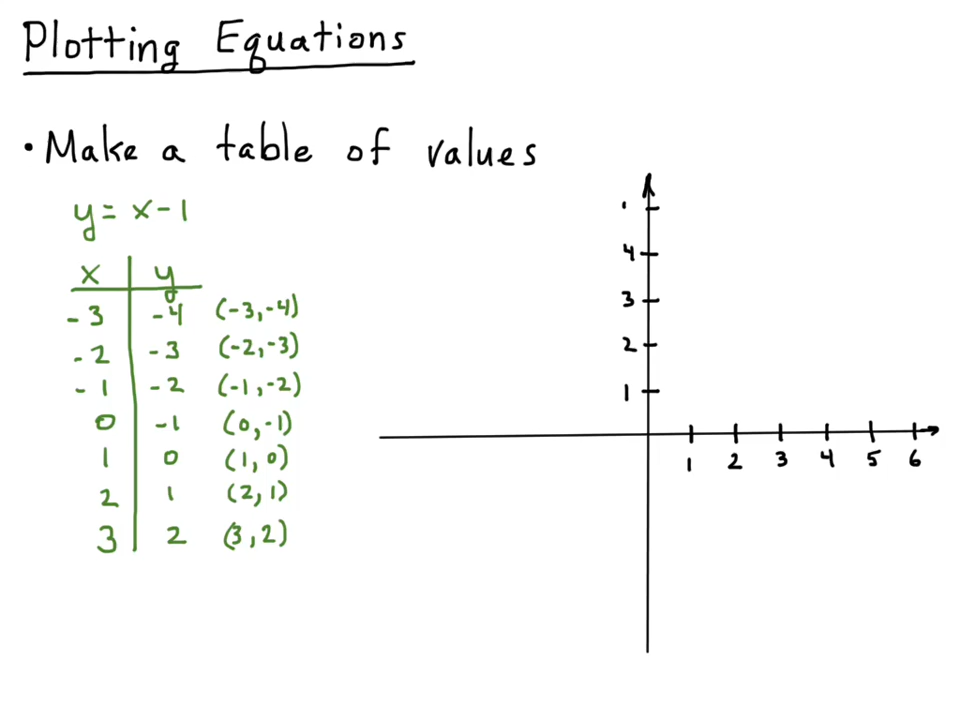 Plotting Equations
• Make a table of values
y = x - 1
x y
-3 -4 (-3,-4)
-2 -3 (-2,-3)
-1 -2 (-1,-2)
0 -1 (0,-1)
1 0 (1,0)
2 1 (2,1)
3 2 (3,2)
4
3
2
1
1 2 3 4 5 6